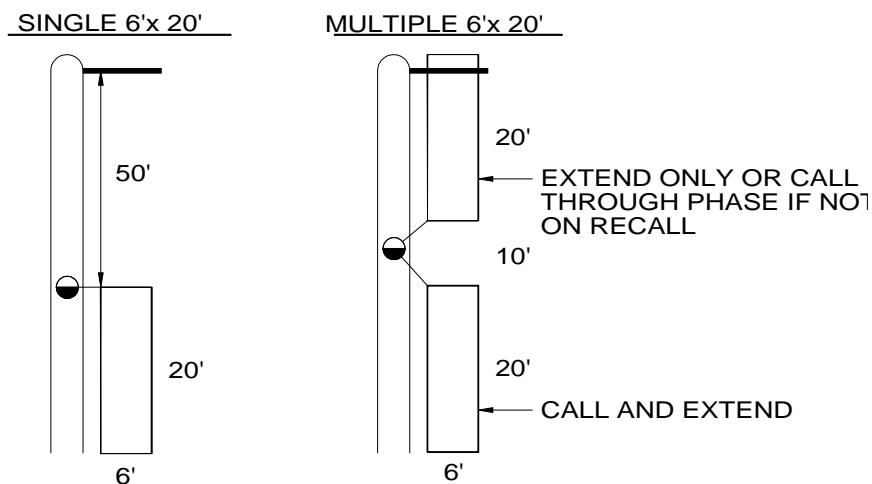 SINGLE 6'x 20'
MULTIPLE 6'x 20'
50'
20'
6'
20'
EXTEND ONLY OR CALL
THROUGH PHASE IF NOT
ON RECALL
10'
20'
CALL AND EXTEND
6'